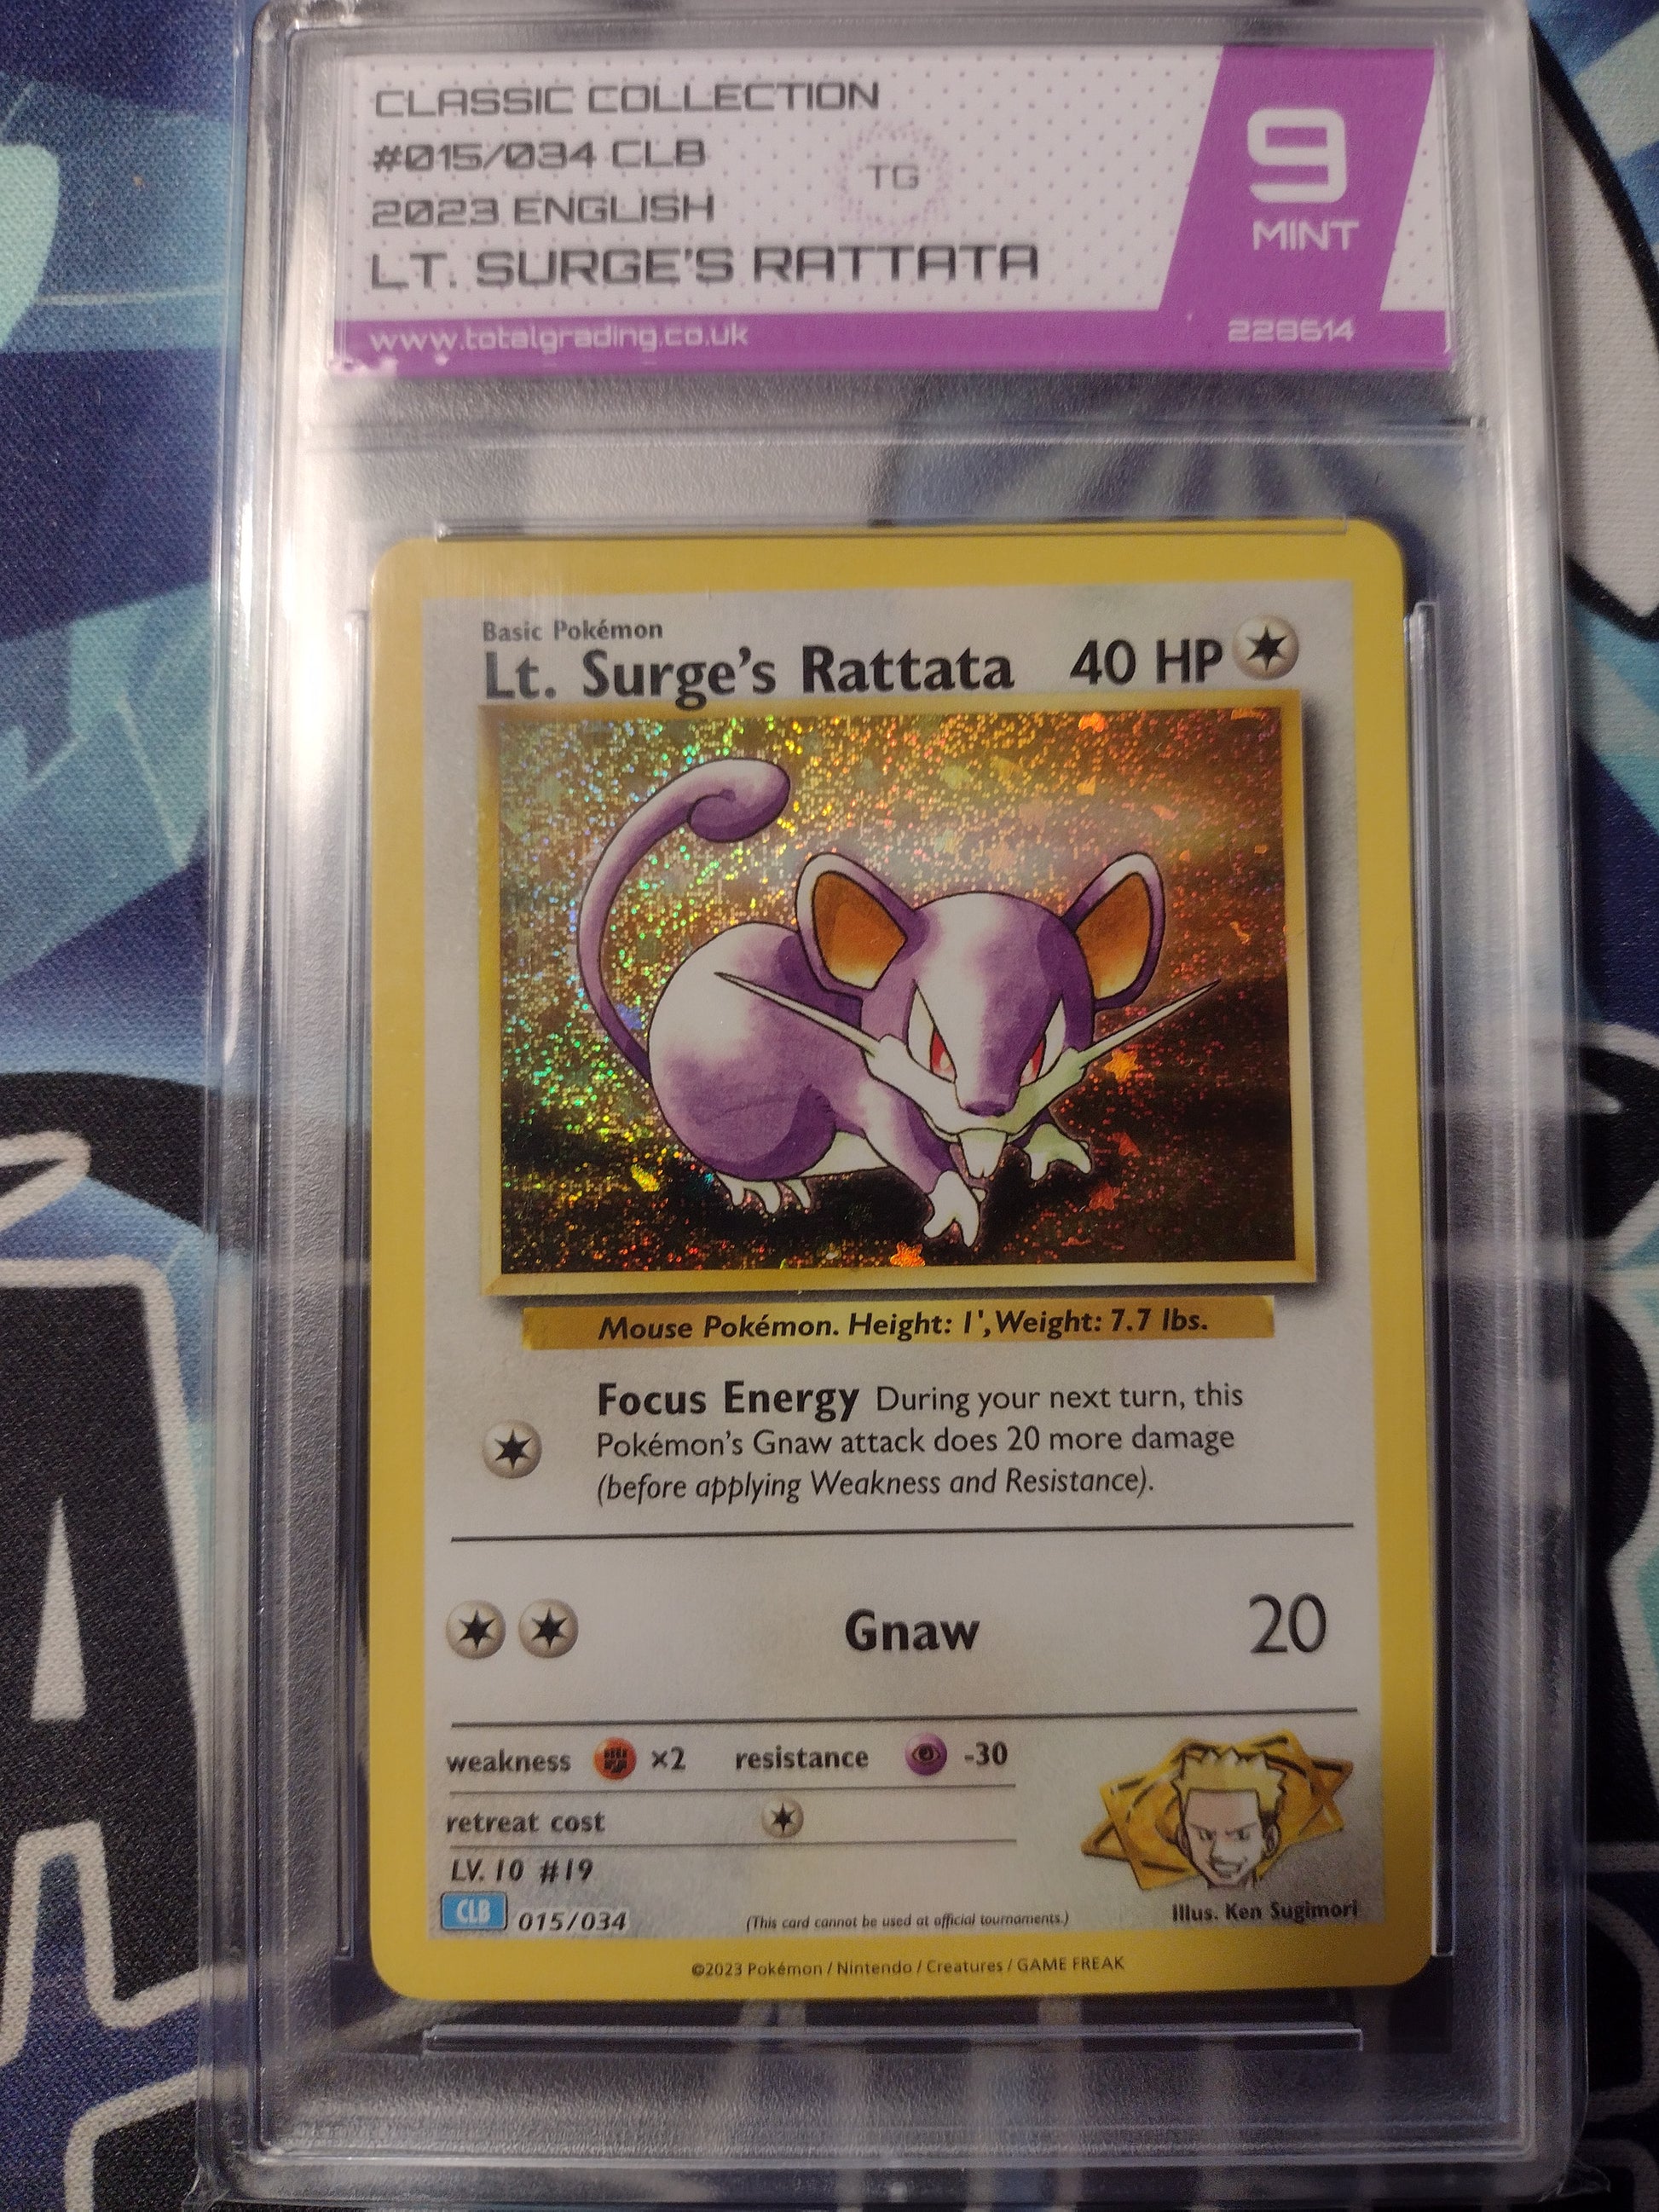 CLASSIC COLLECTION
#015/034 CLB
2023 ENGLISH
LT. SURGE'S RATTATA
TG
9
MINT
www.totalgrading.co.uk
228614
Basic Pokémon
Lt. Surge's Rattata 40 HP
Mouse Pokémon. Height: 1', Weight: 7.7 lbs.
Focus Energy During your next turn, this
Pokémon's Gnaw attack does 20 more damage
(before applying Weakness and Resistance).
Gnaw 20
weakness ×2 resistance -30
retreat cost
LV. 10 #19
CLB 015/034 (This card cannot be used at official tournaments.) Illus. Ken Sugimori
©2023 Pokémon / Nintendo / Creatures / GAME FREAK